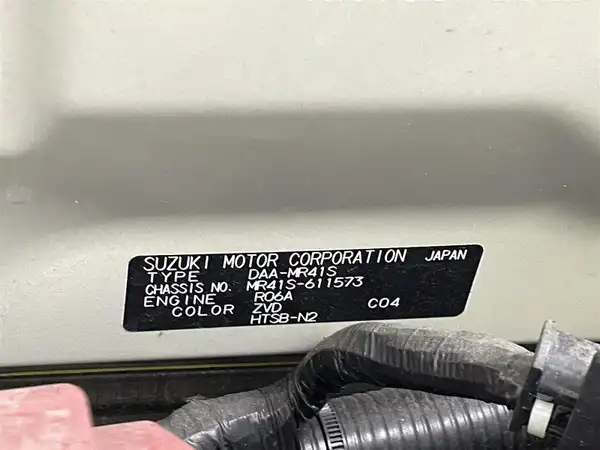 SUZUKI MOTOR CORPORATION JAPAN
TYPE DAA-MR41S
CHASSIS NO. MR41S-611573
ENGINE R06A
COLOR ZVD C04
HTSB-N2